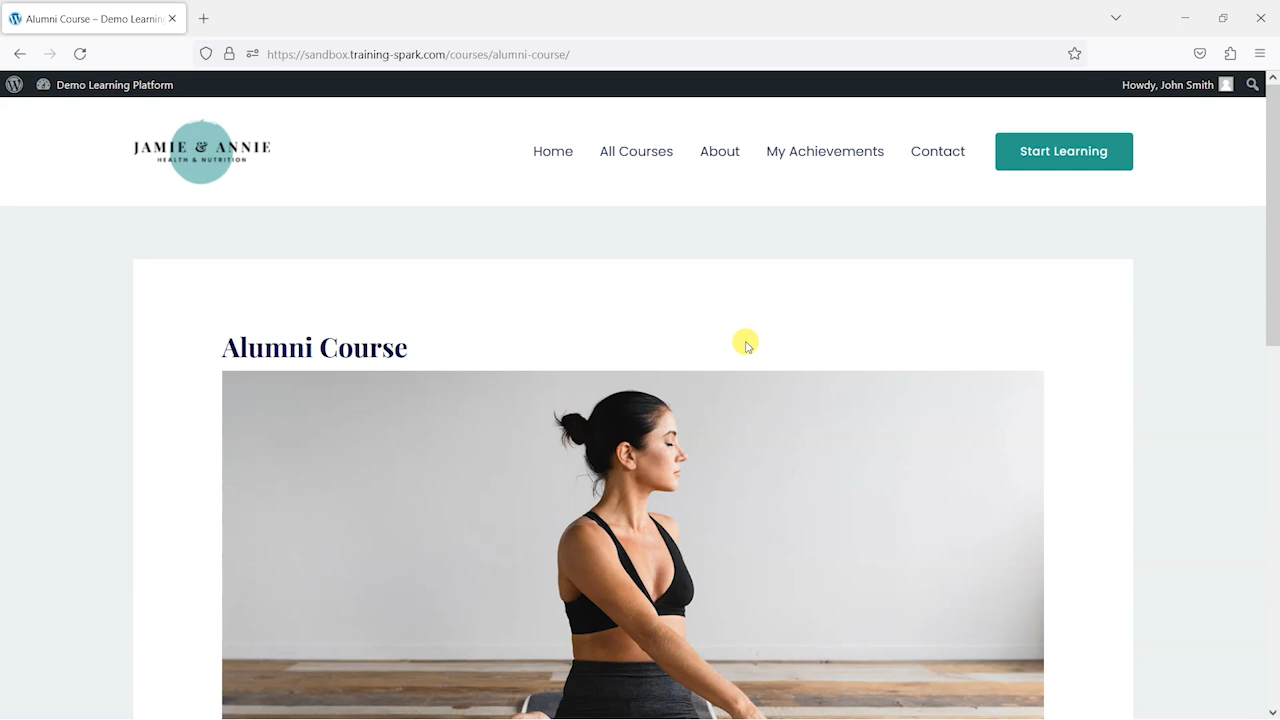 Alumni Course – Demo Learning
https://sandbox.training-spark.com/courses/alumni-course/
Demo Learning Platform
Howdy, John Smith
JAMIE & ANNIE
HEALTH & NUTRITION
Home
All Courses
About
My Achievements
Contact
Start Learning
Alumni Course